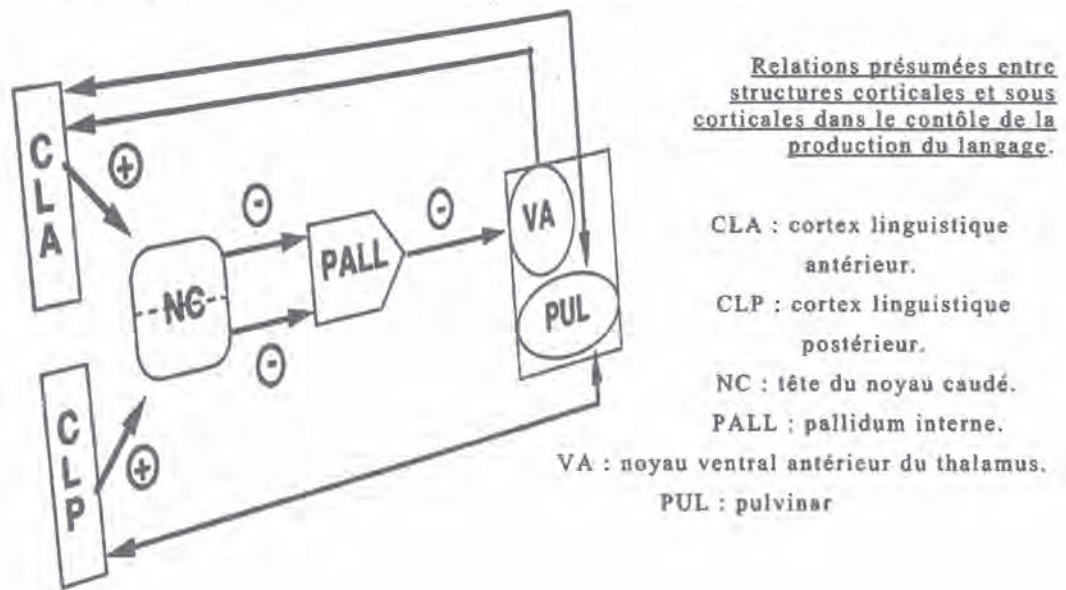 Relations présumées entre
structures corticales et sous
corticales dans le contôle de la
production du langage.
CLA : cortex linguistique
antérieur.
CLP : cortex linguistique
postérieur.
NC : tête du noyau caudé.
PALL : pallidum interne.
VA : noyau ventral antérieur du thalamus.
PUL : pulvinar
CLA
+
-
-
VA
NC
PALL
-
PUL
CLP
+